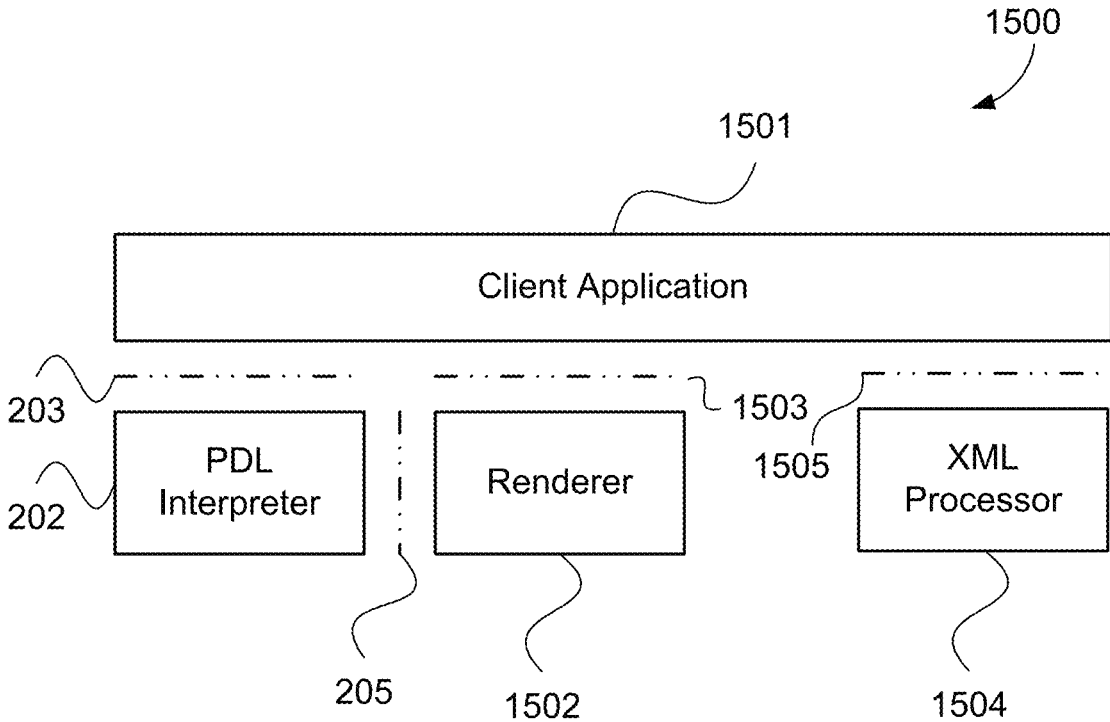 1500
1501
Client Application
203
1503
1505
202
PDL
Interpreter
Renderer
XML
Processor
205
1502
1504